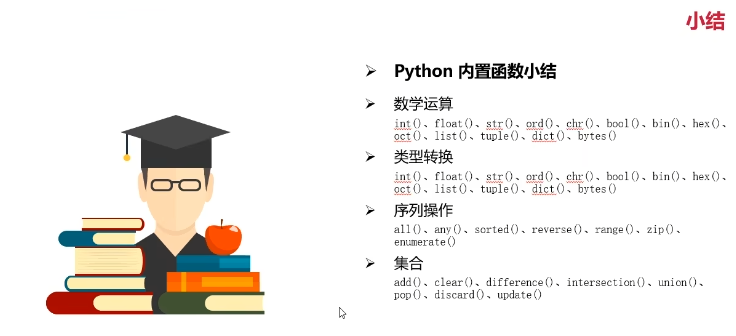 小结
➢ Python 内置函数小结
➢ 数学运算
int()、float()、str()、ord()、chr()、bool()、bin()、hex()、
oct()、list()、tuple()、dict()、bytes()
➢ 类型转换
int()、float()、str()、ord()、chr()、bool()、bin()、hex()、
oct()、list()、tuple()、dict()、bytes()
➢ 序列操作
all()、any()、sorted()、reverse()、range()、zip()、
enumerate()
➢ 集合
add()、clear()、difference()、intersection()、union()、
pop()、discard()、update()